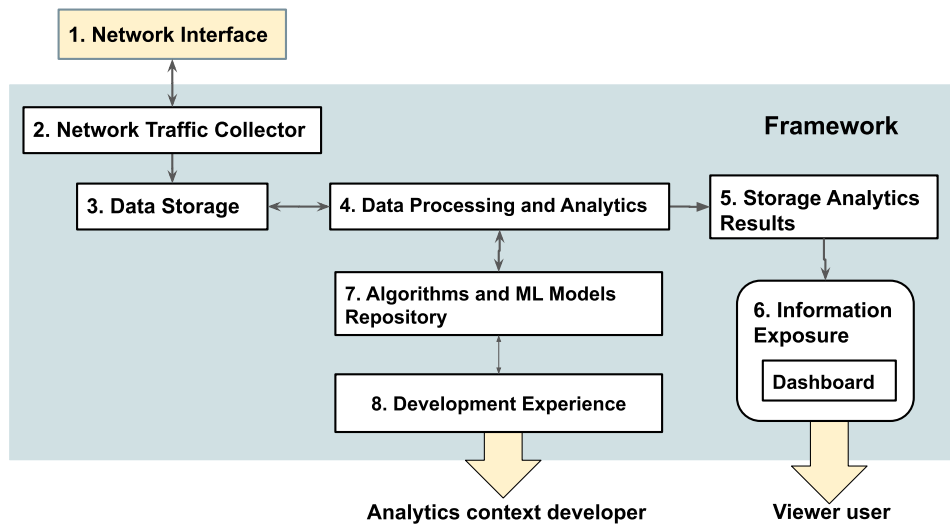 1. Network Interface
Framework
2. Network Traffic Collector
3. Data Storage
4. Data Processing and Analytics
5. Storage Analytics
Results
7. Algorithms and ML Models
Repository
6. Information
Exposure
Dashboard
8. Development Experience
Analytics context developer
Viewer user